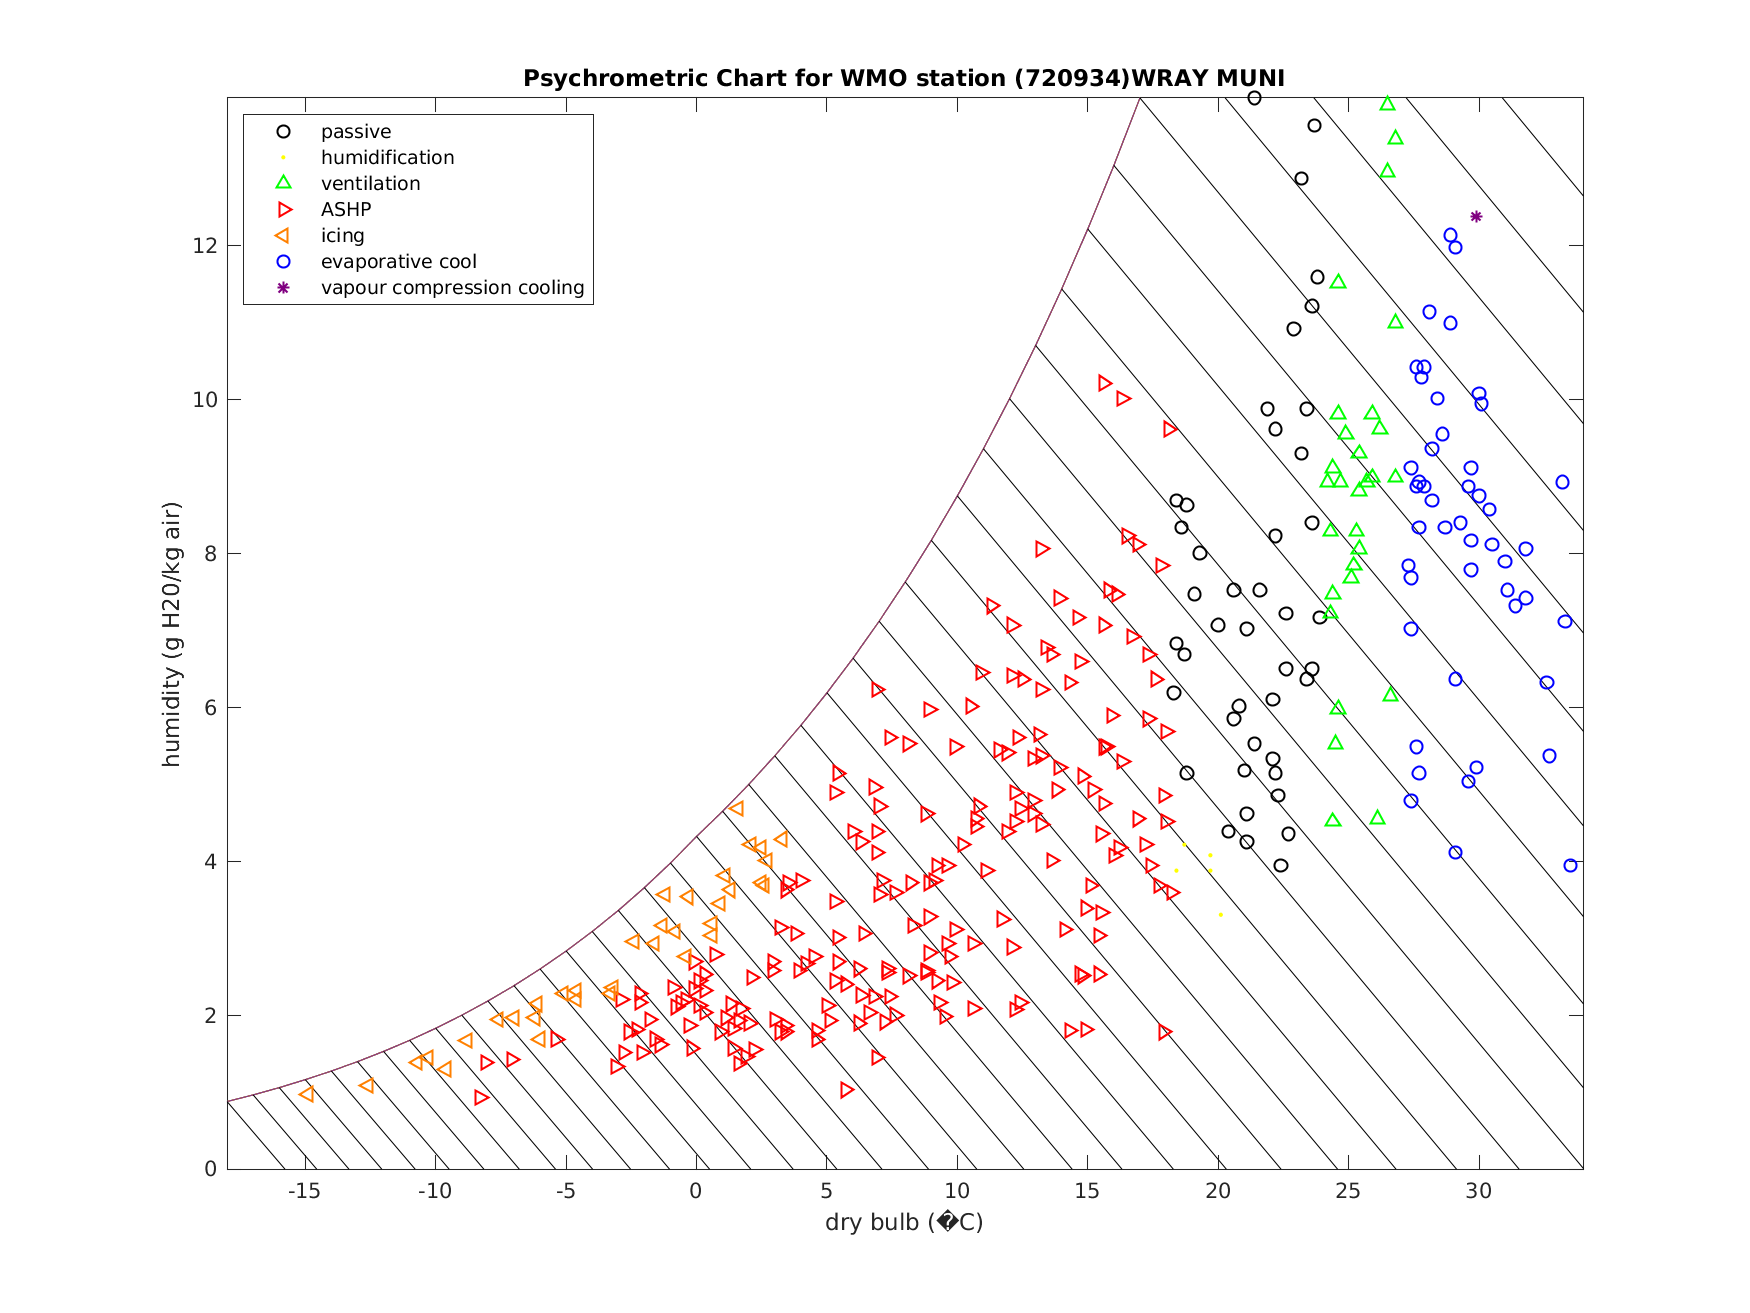 Psychrometric Chart for WMO station (720934)WRAY MUNI
passive
humidification
ventilation
ASHP
icing
evaporative cool
vapour compression cooling
humidity (g H20/kg air)
12
10
8
6
4
2
0
-15 -10 -5 0 5 10 15 20 25 30
dry bulb (�C)